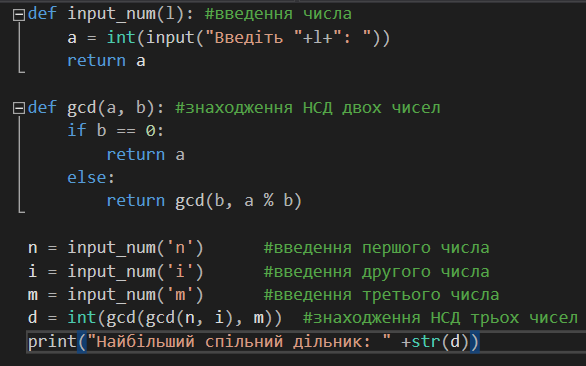 def input_num(l): #введення числа
    a = int(input("Введіть "+l+": "))
    return a

def gcd(a, b): #знаходження НСД двох чисел
    if b == 0:
        return a
    else:
        return gcd(b, a % b)

n = input_num('n')      #введення першого числа
i = input_num('i')      #введення другого числа
m = input_num('m')      #введення третього числа
d = int(gcd(gcd(n, i), m))  #знаходження НСД трьох чисел
print("Найбільший спільний дільник: " +str(d))